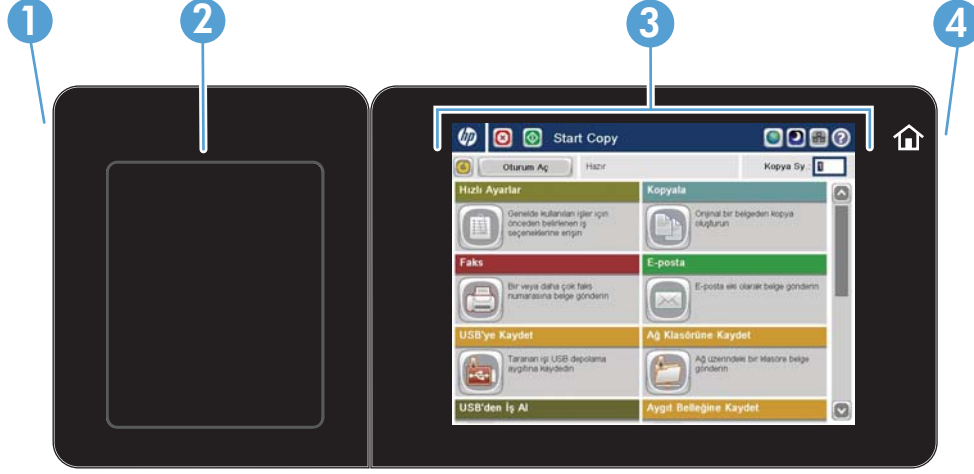 1
2
3
4
hp
Start Copy
?
Oturum Aç
Hazır
Kopya Sy.:
1
Hızlı Ayarlar
Genelde kullanılan işler için
önceden belirlenen iş
seçeneklerine erişin
Kopyala
Orijinal bir belgeden kopya
oluşturun
Faks
Bir veya daha çok faks
numarasına belge gönderin
E-posta
E-posta eki olarak belge gönderin
USB'ye Kaydet
Taranan işi USB depolama
aygıtına kaydedin
Ağ Klasörüne Kaydet
Ağ üzerindeki bir klasöre belge
gönderin
USB'den İş Al
Aygıt Belleğine Kaydet